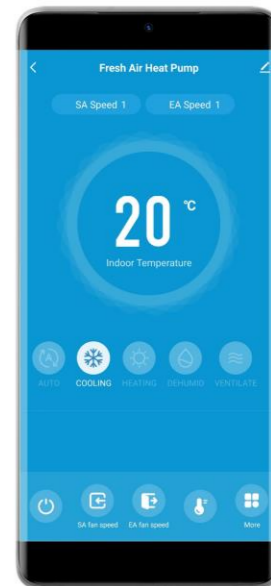 Fresh Air Heat Pump
SA Speed 1 EA Speed 1
20 °C
Indoor Temperature
AUTO COOLING HEATING DEHUMID VENTILATE
SA fan speed EA fan speed More